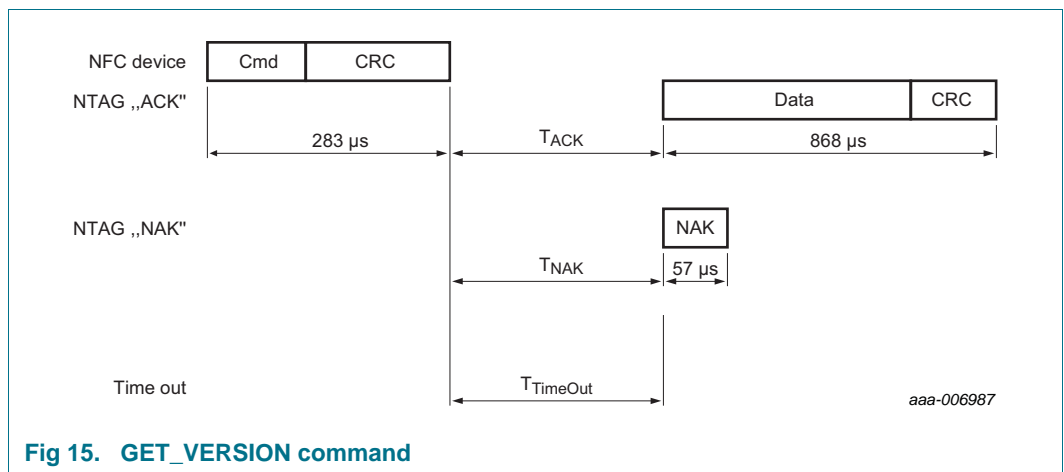 NFC device Cmd CRC
NTAG ,,ACK" Data CRC
283 µs TACK 868 µs
NTAG ,,NAK" NAK
TNAK 57 µs
Time out TTimeOut aaa-006987
Fig 15. GET_VERSION command